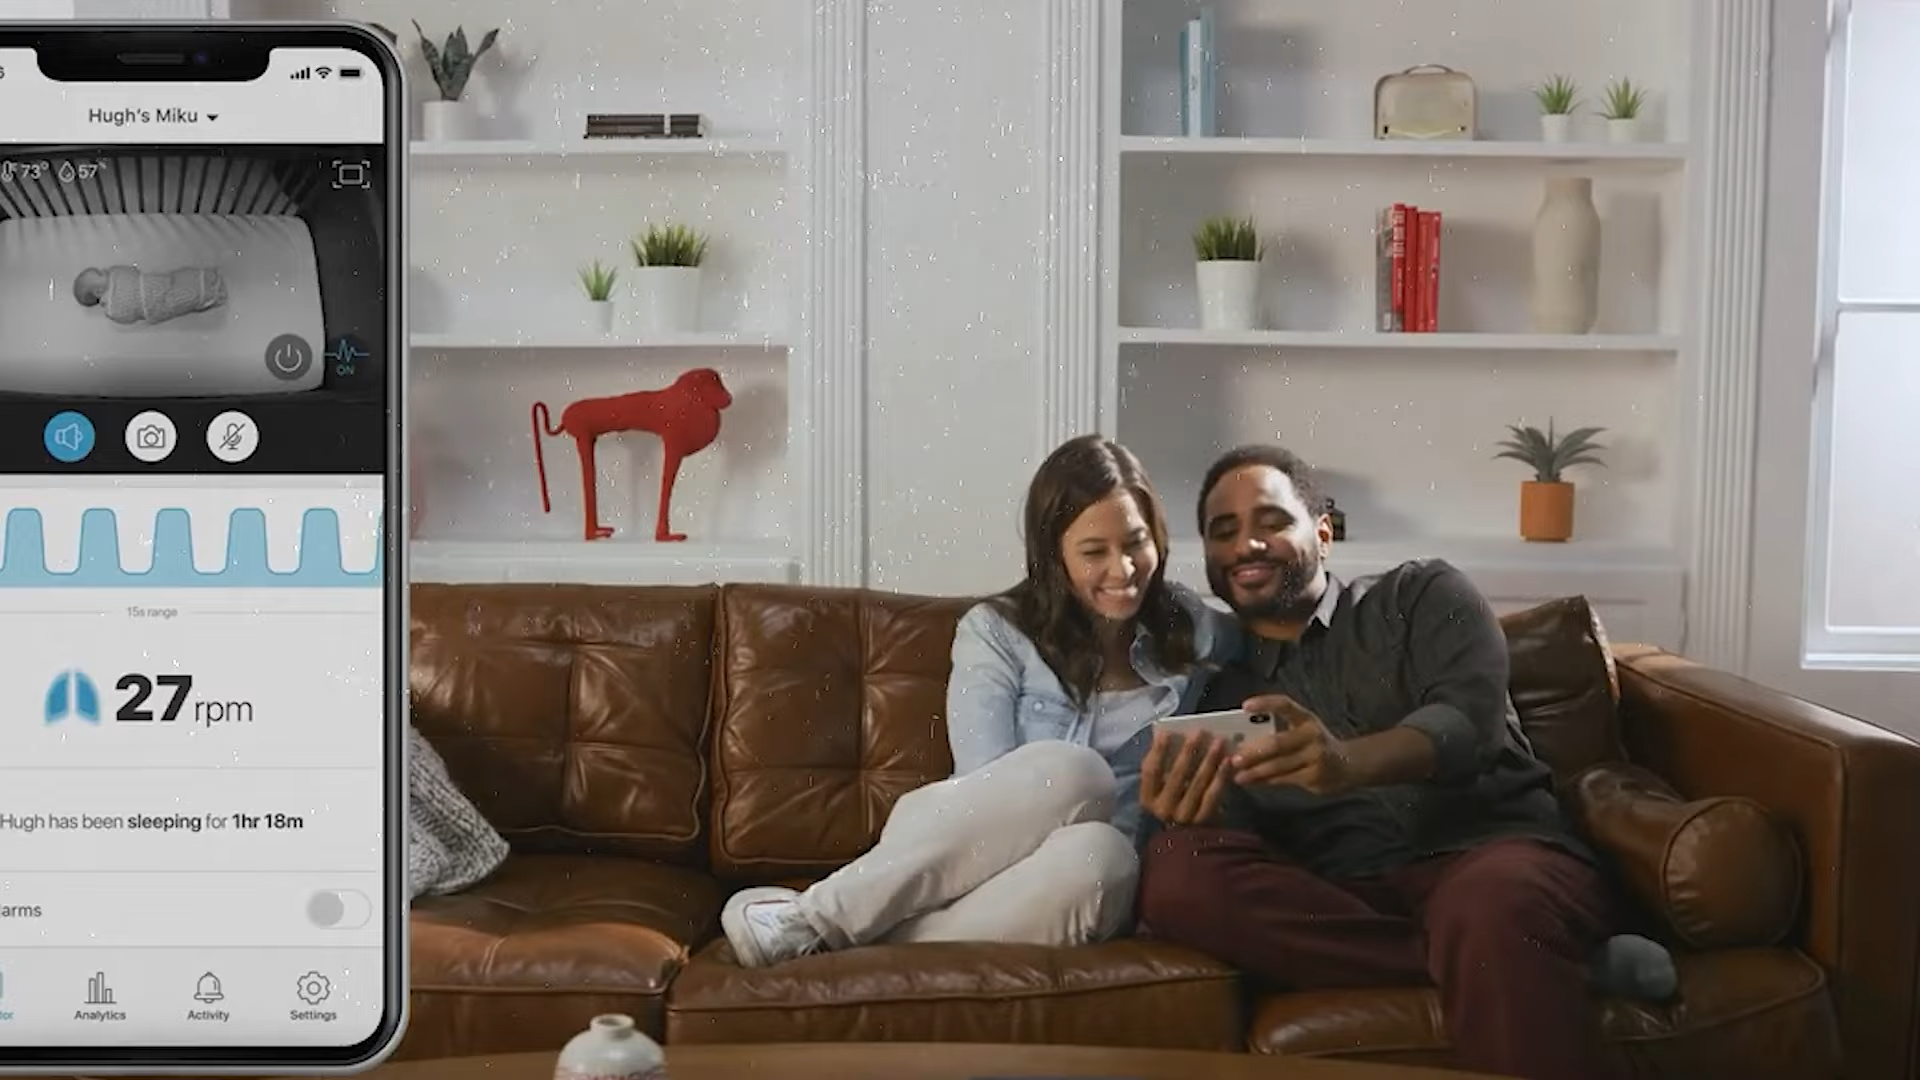 Hugh's Miku
73° 57%
ON
15s range
27 rpm
Hugh has been sleeping for 1hr 18m
Analytics
Activity
Settings